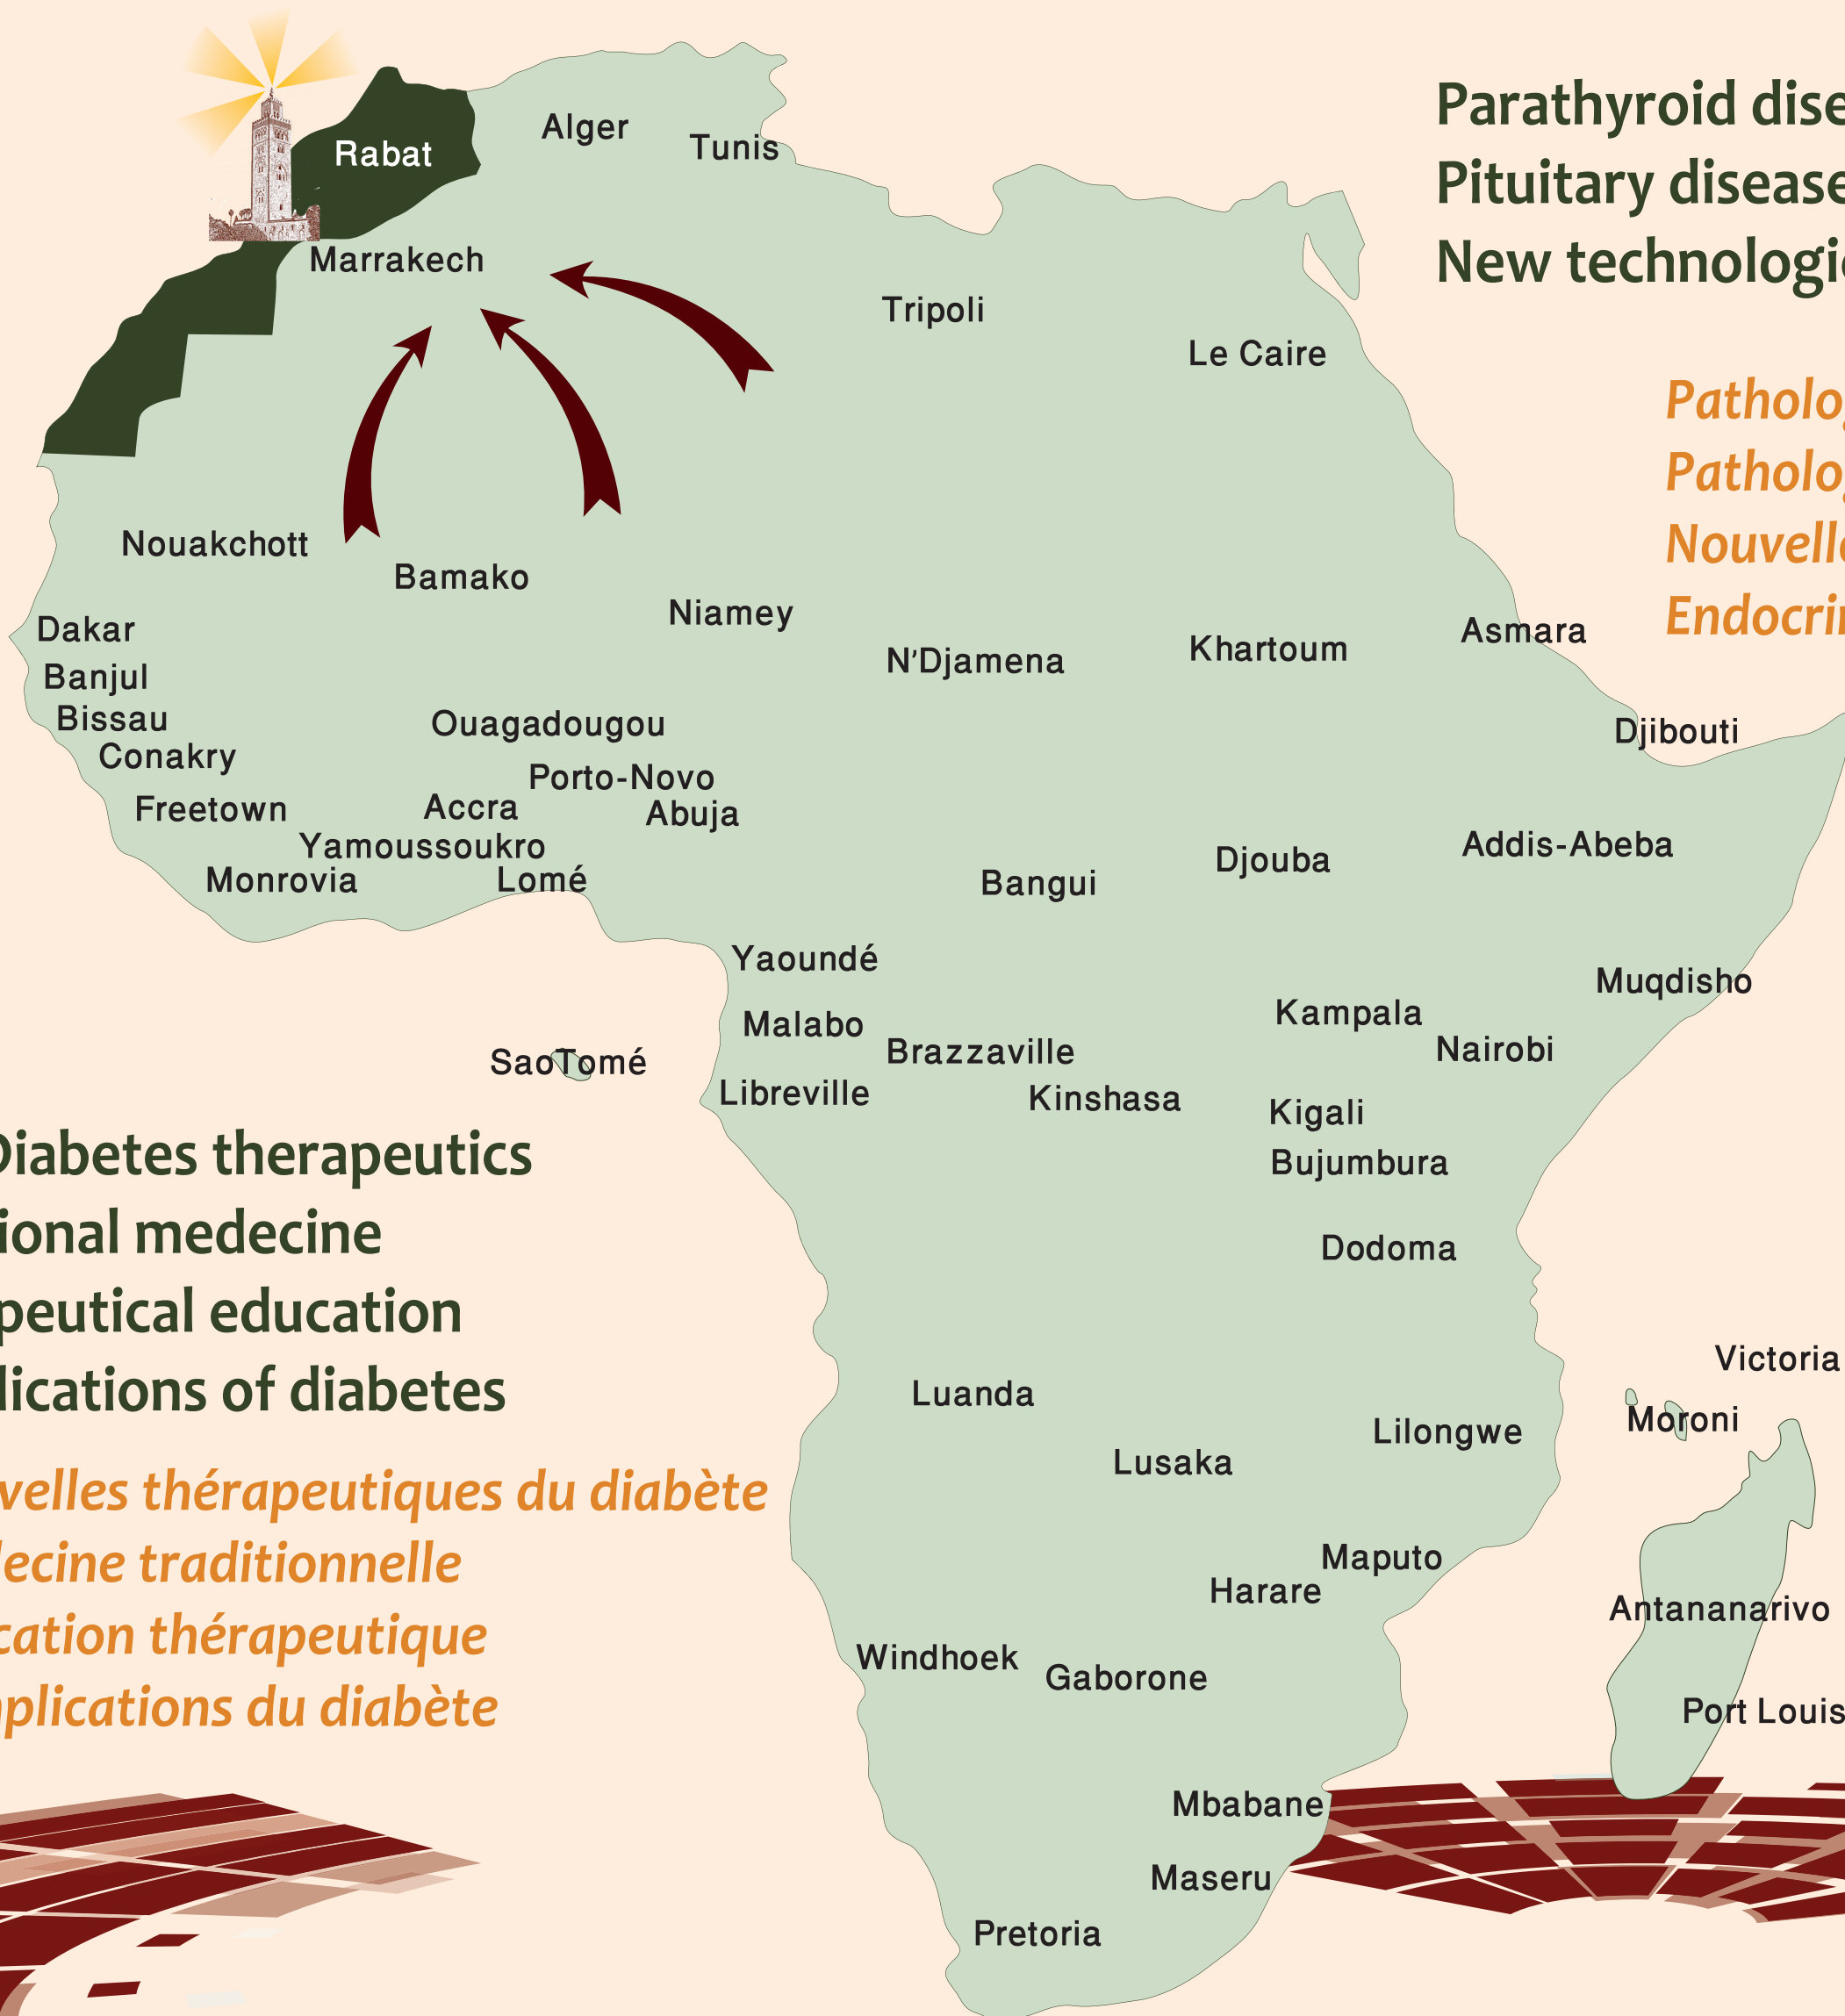 Parathyroid dise
Pituitary disease
New technologi
Patholo
Patholo
Nouvell
Endocri
Rabat
Alger
Tunis
Marrakech
Tripoli
Le Caire
Nouakchott
Bamako
Niamey
Dakar
N'Djamena
Khartoum
Asmara
Banjul
Bissau
Ouagadougou
Djibouti
Conakry
Porto-Novo
Freetown
Accra
Abuja
Yamoussoukro
Addis-Abeba
Monrovia
Lomé
Bangui
Djouba
Yaoundé
Muqdisho
Malabo
Kampala
Brazzaville
Nairobi
SaoTomé
Libreville
Kinshasa
Kigali
Bujumbura
Dodoma
Diabetes therapeutics
ional medecine
peutical education
lications of diabetes
velles thérapeutiques du diabète
lecine traditionnelle
cation thérapeutique
plications du diabète
Victoria
Luanda
Moroni
Lilongwe
Lusaka
Maputo
Harare
Antananarivo
Windhoek
Gaborone
Port Louis
Mbabane
Maseru
Pretoria